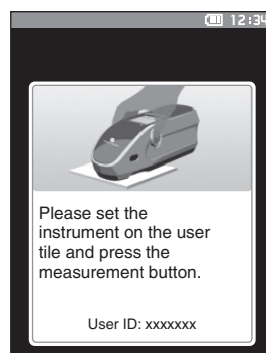 12:34
Please set the
instrument on the user
tile and press the
measurement button.
User ID: xxxxxxx